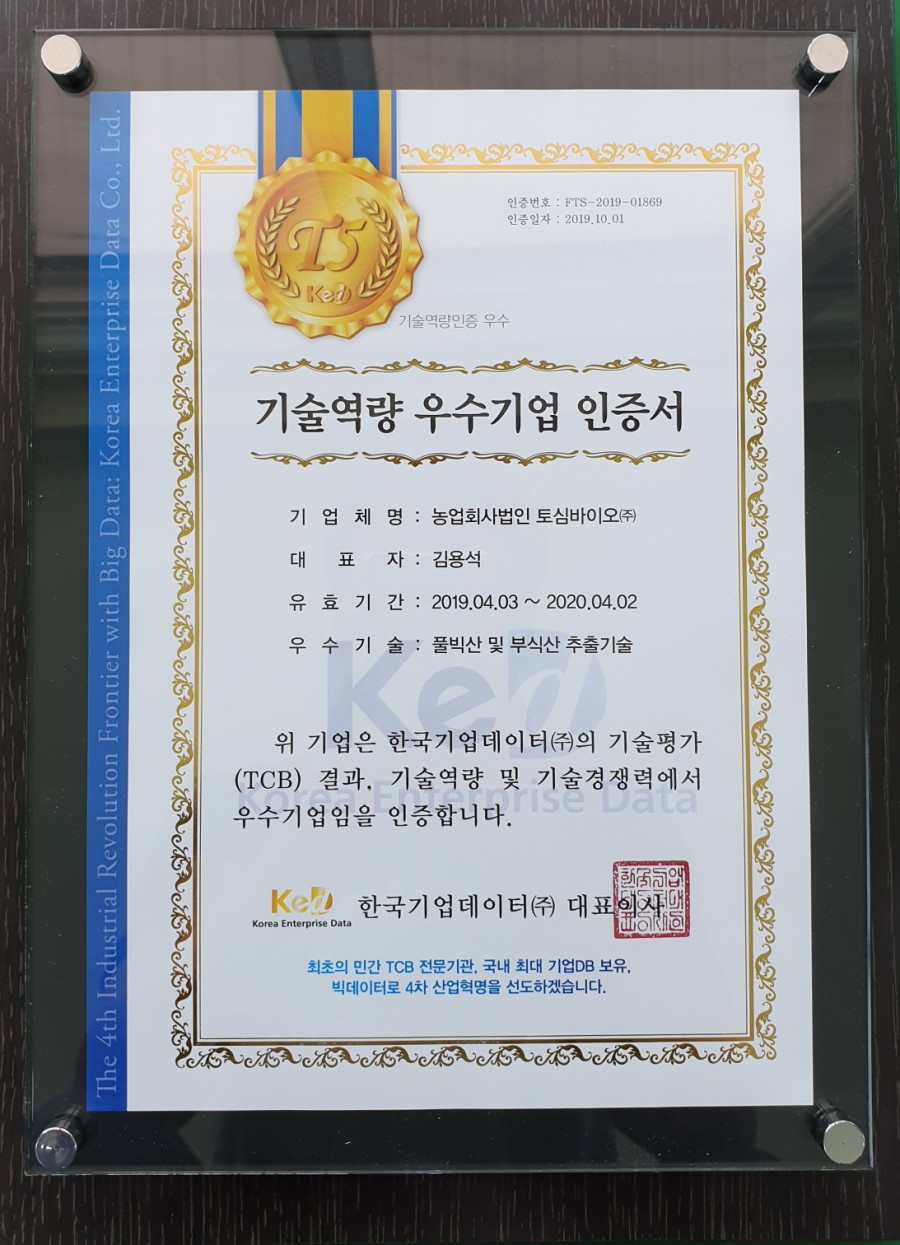 The 4th Industrial Revolution Frontier with Big Data: Korea Enterprise Data Co., Ltd.
인증번호 : FTS-2019-01869
인증일자 : 2019.10.01
T5
Ked
기술역량인증 우수
기술역량 우수기업 인증서
기 업 체 명 : 농업회사법인 토심바이오㈜
대 표 자 : 김용석
유 효 기 간 : 2019.04.03 ~ 2020.04.02
우 수 기 술 : 풀빅산 및 부식산 추출기술
Ked
Korea Enterprise Data
위 기업은 한국기업데이터㈜의 기술평가
(TCB) 결과, 기술역량 및 기술경쟁력에서
우수기업임을 인증합니다.
Ked
Korea Enterprise Data
한국기업데이터㈜ 대표이사
최초의 민간 TCB 전문기관, 국내 최대 기업DB 보유,
빅데이터로 4차 산업혁명을 선도하겠습니다.